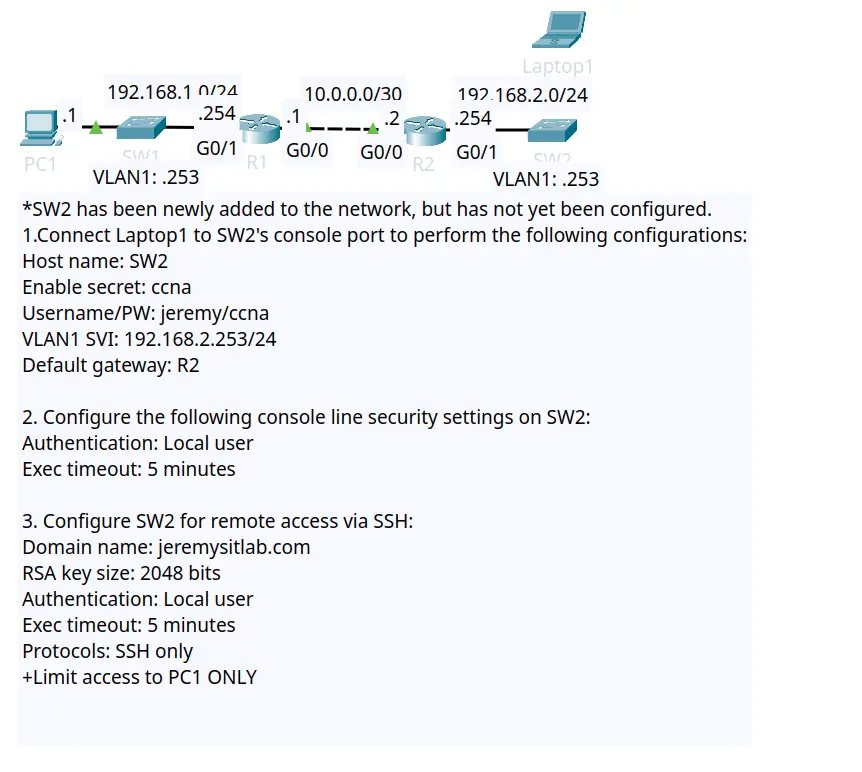 Laptop1
192.168.1.0/24
10.0.0.0/30
192.168.2.0/24
.1
.254
.1
.2
.254
G0/1
G0/0
G0/0
G0/1
PC1
SW1
R1
R2
SW2
VLAN1: .253
VLAN1: .253
*SW2 has been newly added to the network, but has not yet been configured.
1.Connect Laptop1 to SW2's console port to perform the following configurations:
Host name: SW2
Enable secret: ccna
Username/PW: jeremy/ccna
VLAN1 SVI: 192.168.2.253/24
Default gateway: R2
2. Configure the following console line security settings on SW2:
Authentication: Local user
Exec timeout: 5 minutes
3. Configure SW2 for remote access via SSH:
Domain name: jeremysitlab.com
RSA key size: 2048 bits
Authentication: Local user
Exec timeout: 5 minutes
Protocols: SSH only
+Limit access to PC1 ONLY